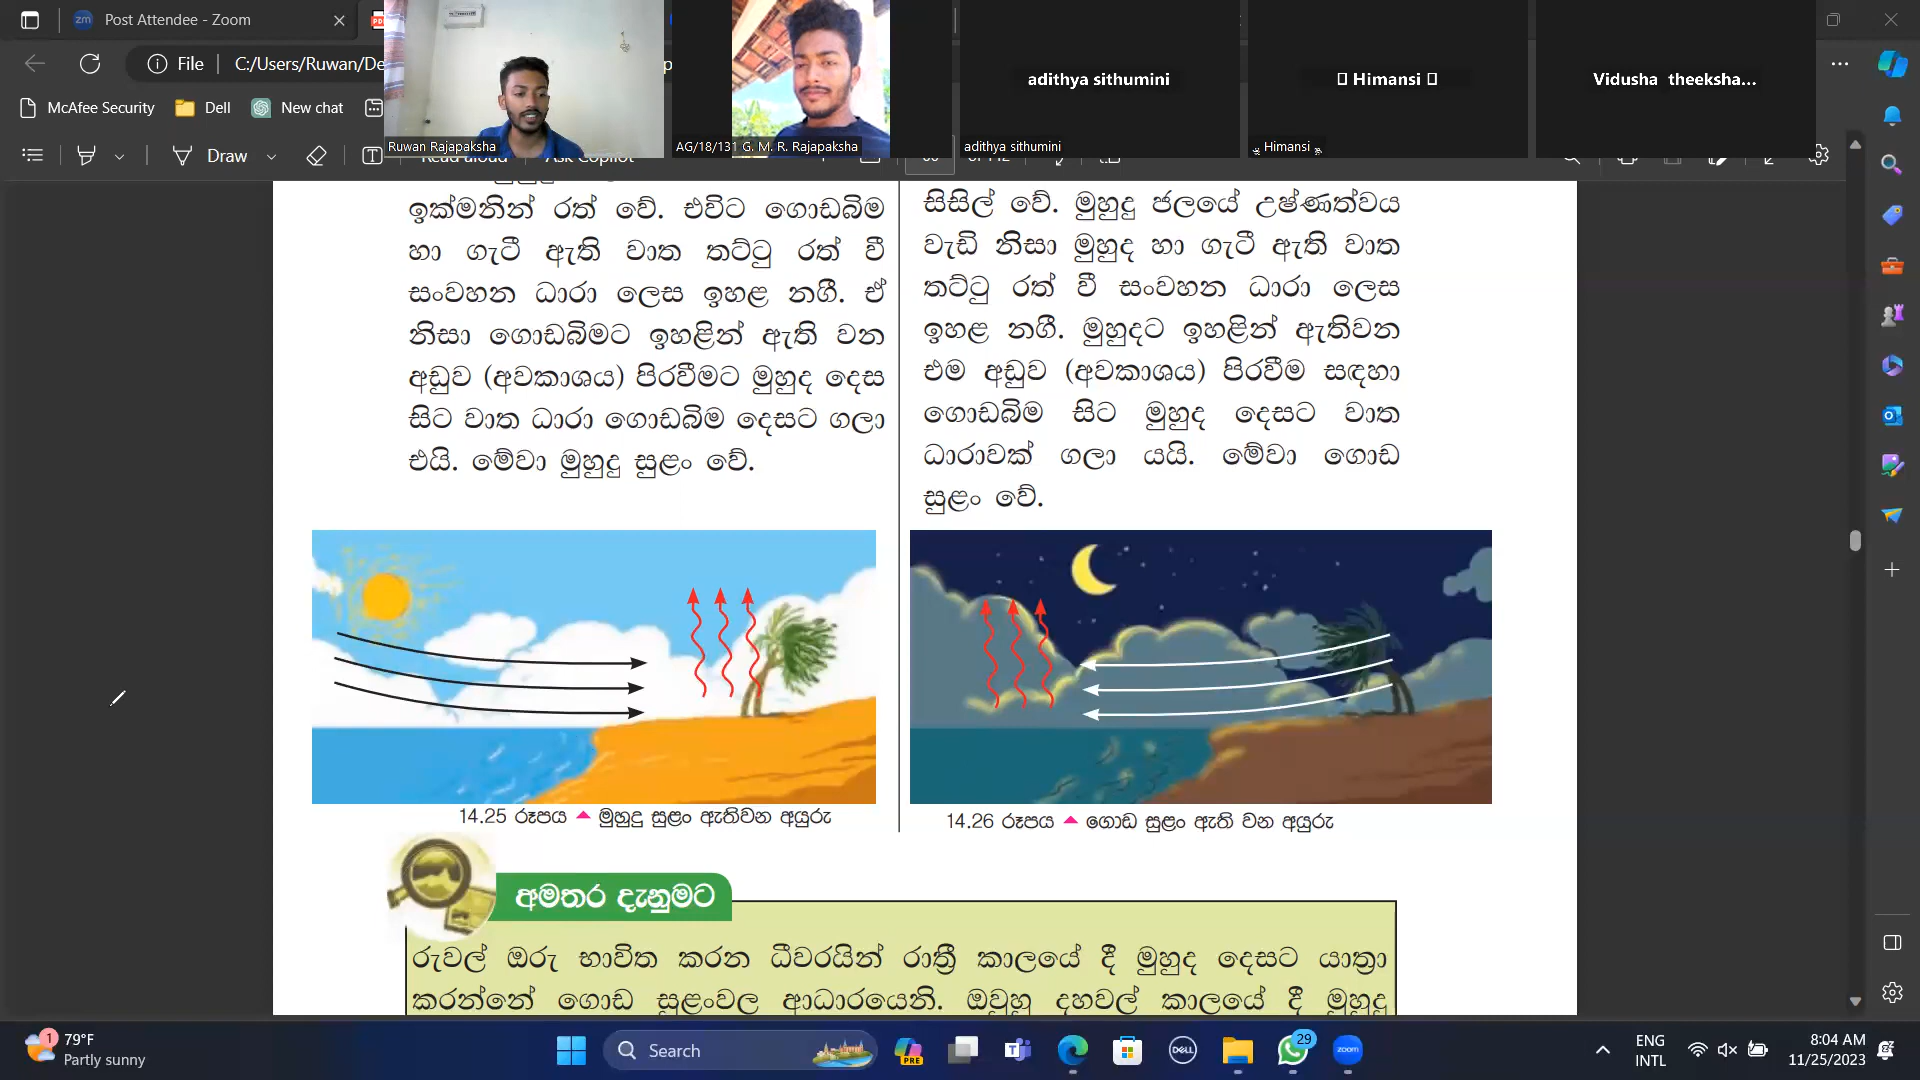 Post Attendee - Zoom
File
C:/Users/Ruwan/De
McAfee Security
Dell
New chat
Draw
Ruwan Rajapaksha
AG/18/131 G. M. R. Rajapaksha
adithya sithumini
adithya sithumini
Himansi
Himansi
Vidusha theeksha...
ඉක්මනින් රත් වේ. එවිට ගොඩබිම
හා ගැටී ඇති වාත තට්ටු රත් වී
සංවහන ධාරා ලෙස ඉහළ නගී. ඒ
නිසා ගොඩබිමට ඉහළින් ඇති වන
අඩුව (අවකාශය) පිරවීමට මුහුද දෙස
සිට වාත ධාරා ගොඩබිම දෙසට ගලා
එයි. මේවා මුහුදු සුළං වේ.
සිසිල් වේ. මුහුදු ජලයේ උෂ්ණත්වය
වැඩි නිසා මුහුද හා ගැටී ඇති වාත
තට්ටු රත් වී සංවහන ධාරා ලෙස
ඉහළ නගී. මුහුදට ඉහළින් ඇතිවන
එම අඩුව (අවකාශය) පිරවීම සඳහා
ගොඩබිම සිට මුහුද දෙසට වාත
ධාරාවක් ගලා යයි. මේවා ගොඩ
සුළං වේ.
14.25 රූපය ▲ මුහුදු සුළං ඇතිවන අයුරු
14.26 රූපය ▲ ගොඩ සුළං ඇති වන අයුරු
අමතර දැනුමට
රුවල් ඔරු භාවිත කරන ධීවරයින් රාත්‍රී කාලයේ දී මුහුද දෙසට යාත්‍රා
කරන්නේ ගොඩ සුළංවල ආධාරයෙනි. ඔවුහු දහවල් කාලයේ දී මුහුදු
1
79°F
Partly sunny
Search
PRE
DELL
29
zoom
ENG
INTL
8:04 AM
11/25/2023